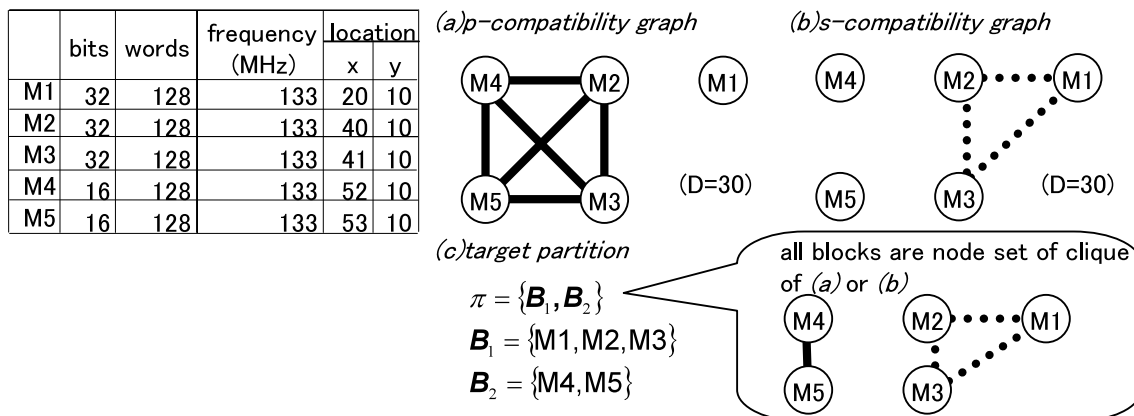 bits words frequency (MHz) location x y
M1 32 128 133 20 10
M2 32 128 133 40 10
M3 32 128 133 41 10
M4 16 128 133 52 10
M5 16 128 133 53 10
(a)p-compatibility graph
M4 M2 M1
M5 M3 (D=30)
(b)s-compatibility graph
M4 M2 M1
M5 M3 (D=30)
(c)target partition
π = {B₁,B₂}
B₁ = {M1,M2,M3}
B₂ = {M4,M5}
all blocks are node set of clique
of (a) or (b)
M4 M2 M1
M5 M3